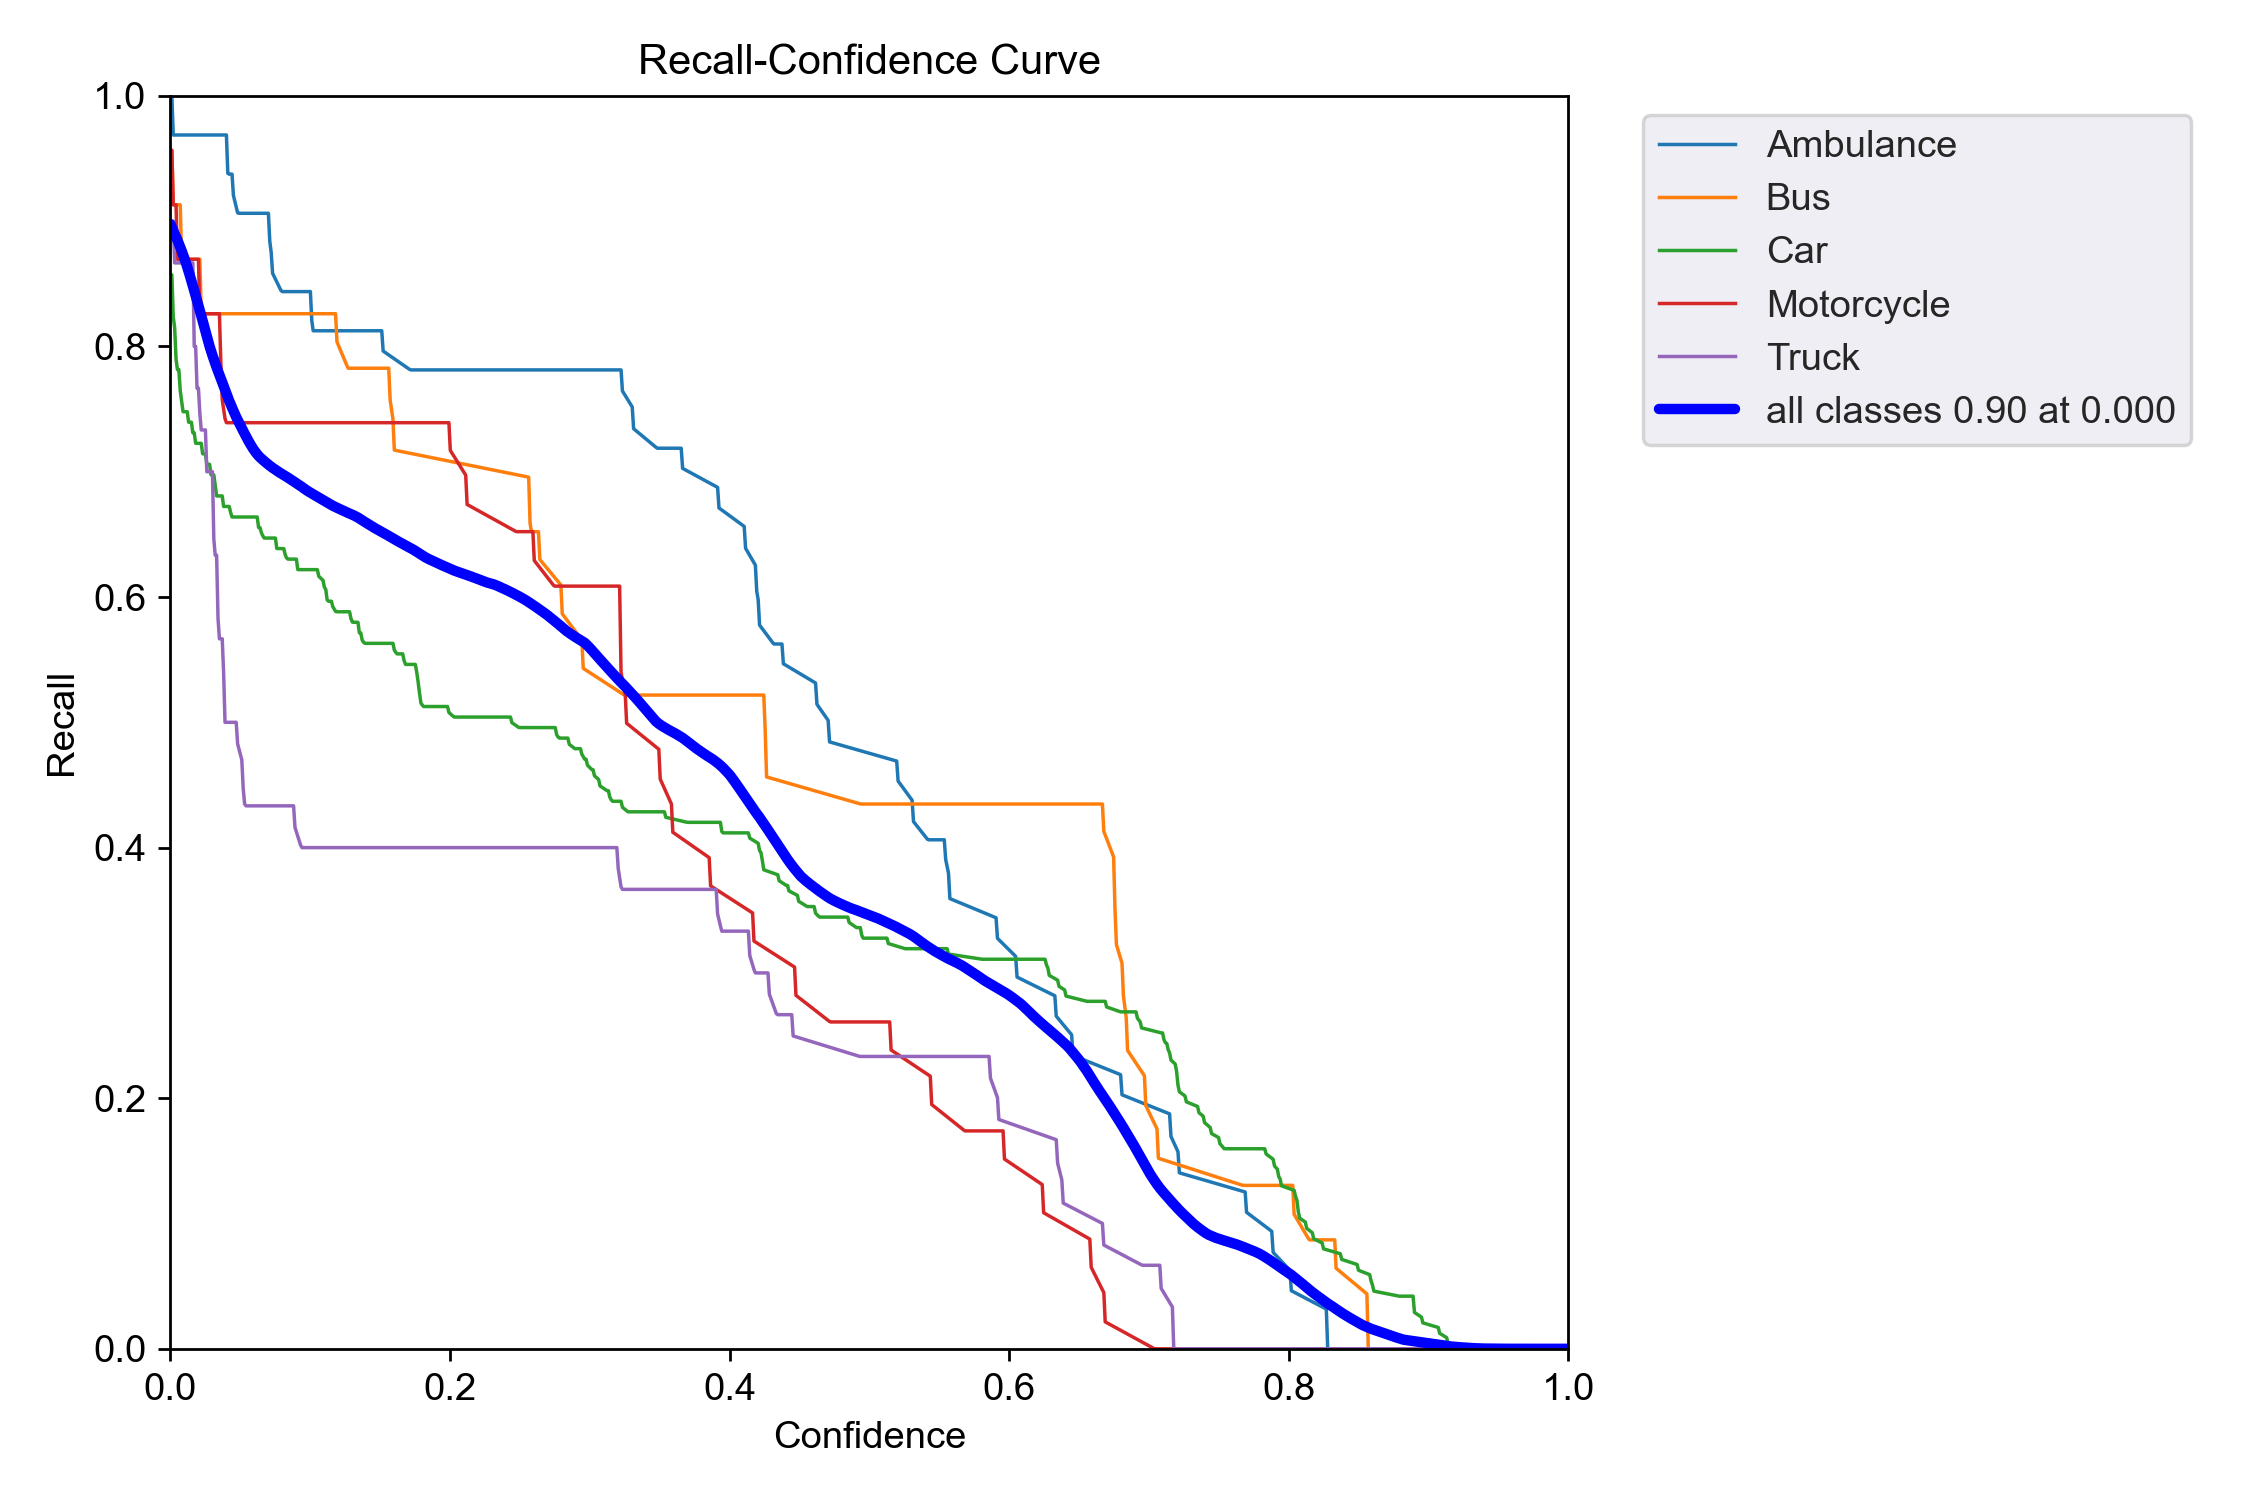 Recall-Confidence Curve
1.0
0.8
0.6
0.4
0.2
0.0
Recall
0.0 0.2 0.4 0.6 0.8 1.0
Confidence
Ambulance
Bus
Car
Motorcycle
Truck
all classes 0.90 at 0.000